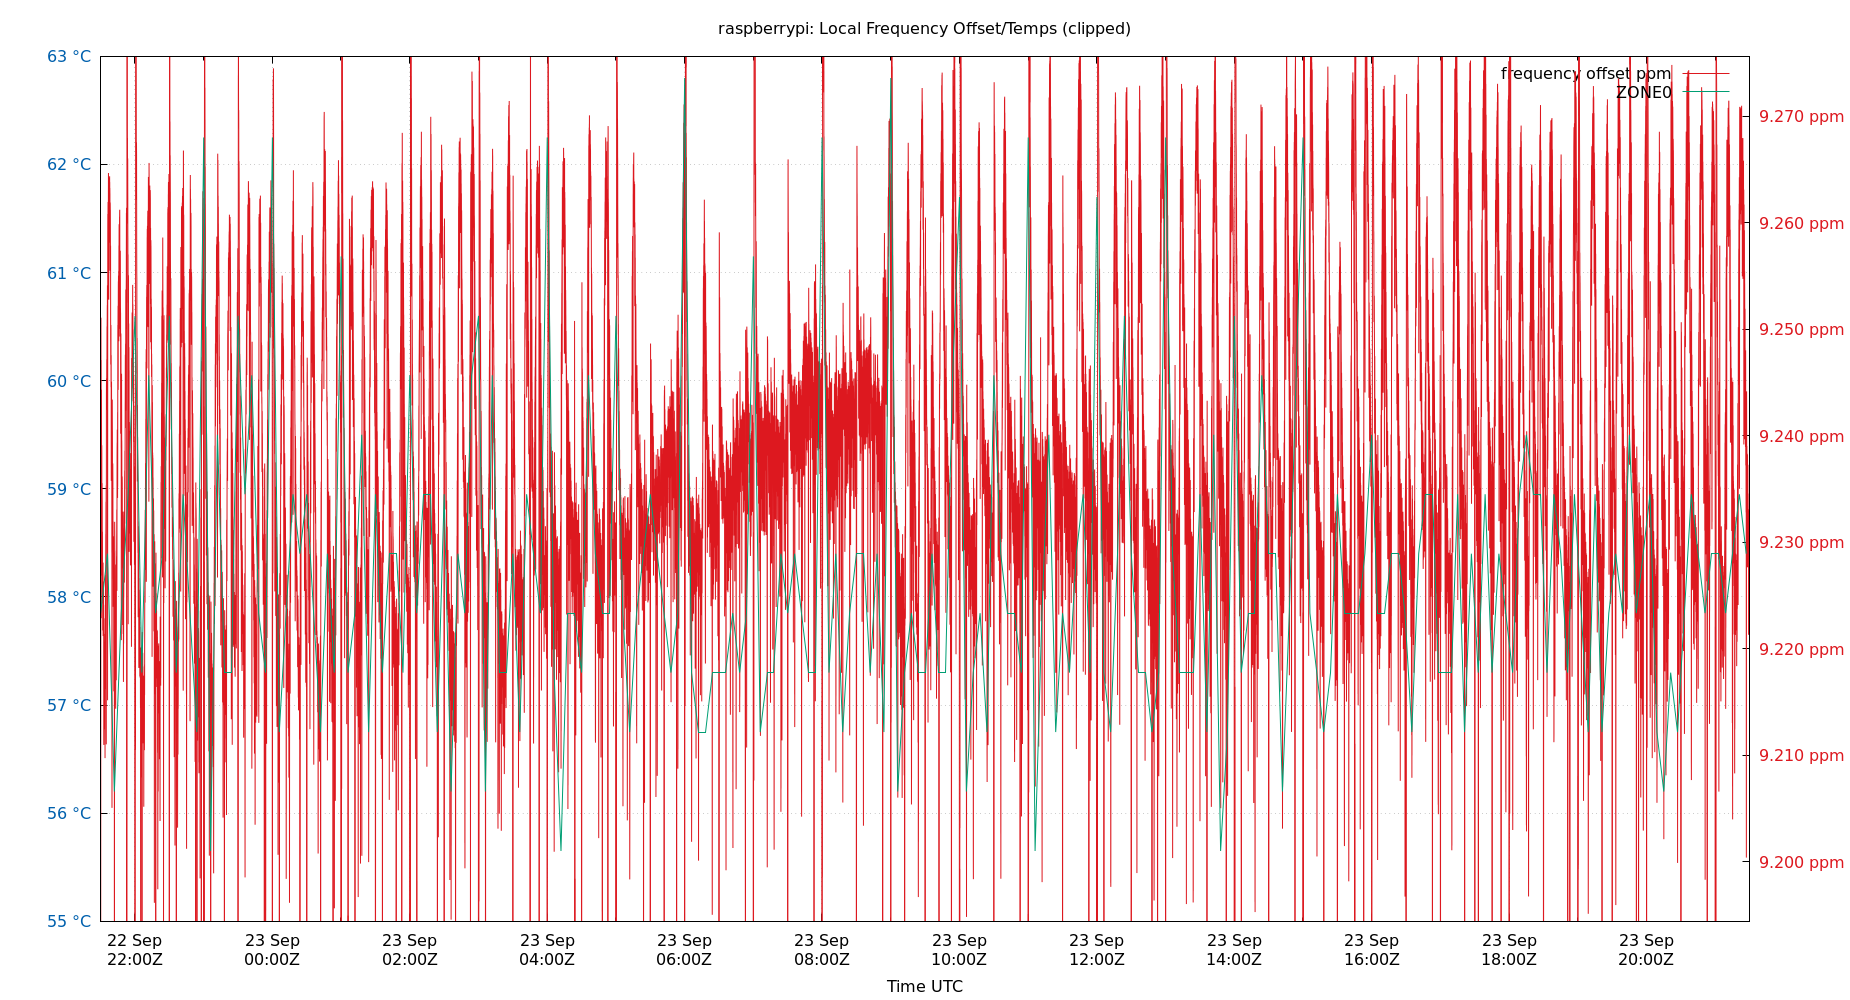 raspberrypi: Local Frequency Offset/Temps (clipped)
63 °C
62 °C
61 °C
60 °C
59 °C
58 °C
57 °C
56 °C
55 °C
frequency offset ppm
ZONE0
9.270 ppm
9.260 ppm
9.250 ppm
9.240 ppm
9.230 ppm
9.220 ppm
9.210 ppm
9.200 ppm
22 Sep
22:00Z
23 Sep
00:00Z
23 Sep
02:00Z
23 Sep
04:00Z
23 Sep
06:00Z
23 Sep
08:00Z
23 Sep
10:00Z
23 Sep
12:00Z
23 Sep
14:00Z
23 Sep
16:00Z
23 Sep
18:00Z
23 Sep
20:00Z
Time UTC